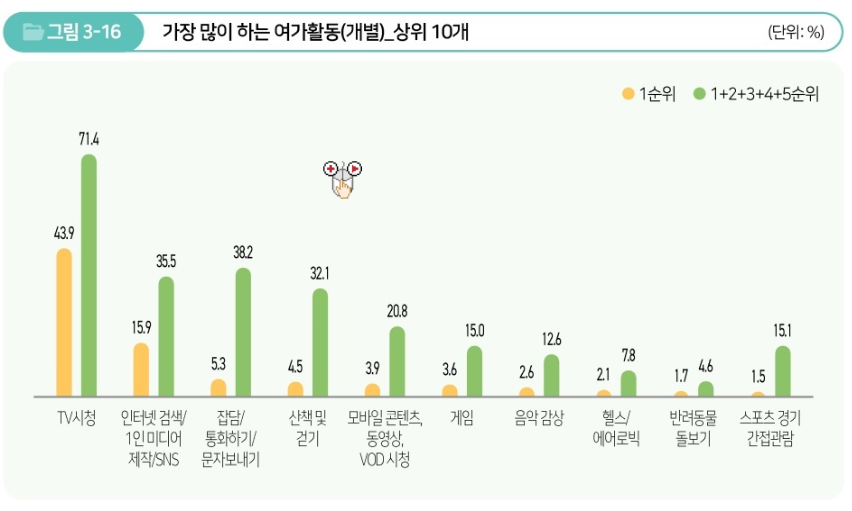 그림 3-16 가장 많이 하는 여가활동(개별)_상위 10개 (단위: %)
1순위 1+2+3+4+5순위
71.4
43.9
35.5
15.9
38.2
5.3
32.1
4.5
20.8
3.9
15.0
3.6
12.6
2.6
7.8
2.1
4.6
1.7
15.1
1.5
TV시청
인터넷 검색/
1인 미디어
제작/SNS
잡담/
통화하기/
문자보내기
산책 및
걷기
모바일 콘텐츠,
동영상,
VOD 시청
게임
음악 감상
헬스/
에어로빅
반려동물
돌보기
스포츠 경기
간접관람